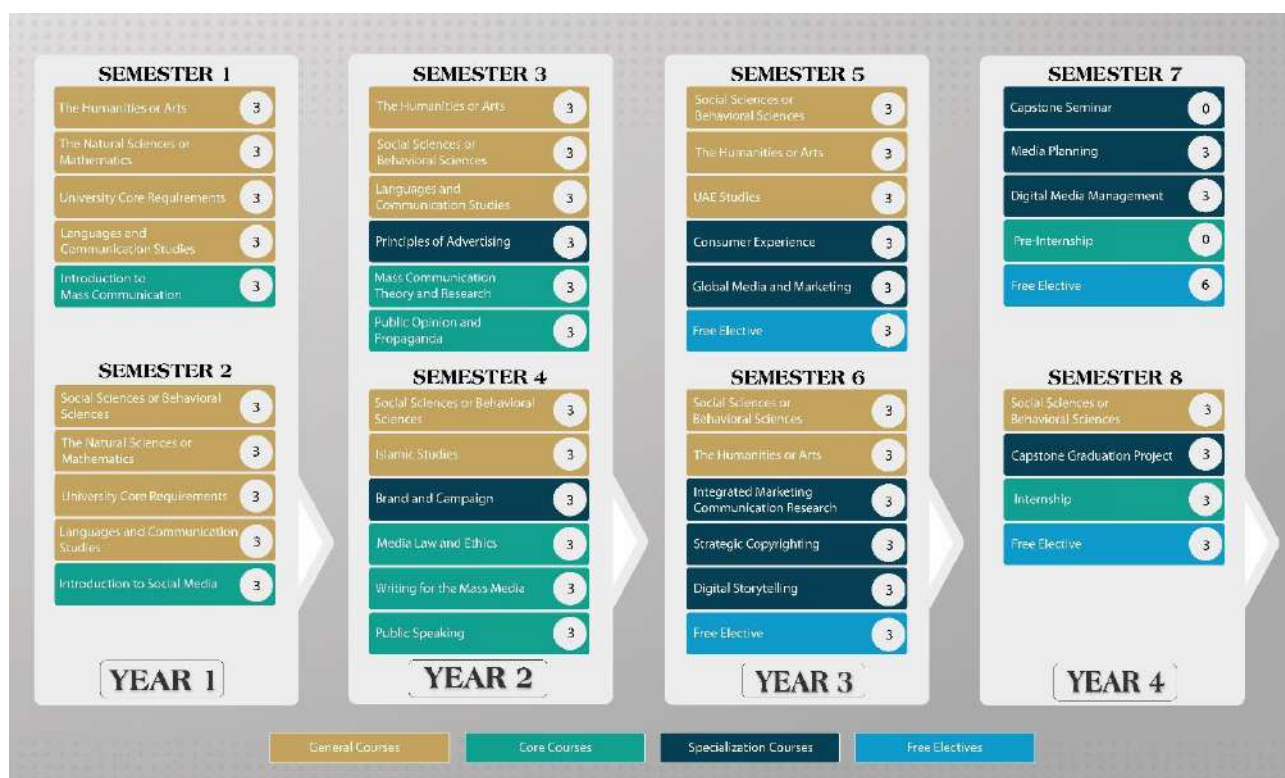 SEMESTER 1
The Humanities or Arts 3
The Natural Sciences or
Mathematics 3
University Core Requirements 3
Languages and
Communication Studies 3
Introduction to
Mass Communication 3
SEMESTER 2
Social Sciences or Behavioral
Sciences 3
The Natural Sciences or
Mathematics 3
University Core Requirements 3
Languages and Communication
Studies 3
Introduction to Social Media 3
YEAR 1
SEMESTER 3
The Humanities or Arts 3
Social Sciences or
Behavioral Sciences 3
Languages and
Communication Studies 3
Principles of Advertising 3
Mass Communication
Theory and Research 3
Public Opinion and
Propaganda 3
SEMESTER 4
Social Sciences or Behavioral
Sciences 3
Islamic Studies 3
Brand and Campaign 3
Media Law and Ethics 3
Writing for the Mass Media 3
Public Speaking 3
YEAR 2
SEMESTER 5
Social Sciences or
Behavioral Sciences 3
The Humanities or Arts 3
UAE Studies 3
Consumer Experience 3
Global Media and Marketing 3
Free Elective 3
SEMESTER 6
Social Sciences or
Behavioral Sciences 3
The Humanities or Arts 3
Integrated Marketing
Communication Research 3
Strategic Copyrighting 3
Digital Storytelling 3
Free Elective 3
YEAR 3
SEMESTER 7
Capstone Seminar 0
Media Planning 3
Digital Media Management 3
Pre-Internship 0
Free Elective 6
SEMESTER 8
Social Sciences or
Behavioral Sciences 3
Capstone Graduation Project 3
Internship 3
Free Elective 3
YEAR 4
General Courses
Core Courses
Specialization Courses
Free Electives